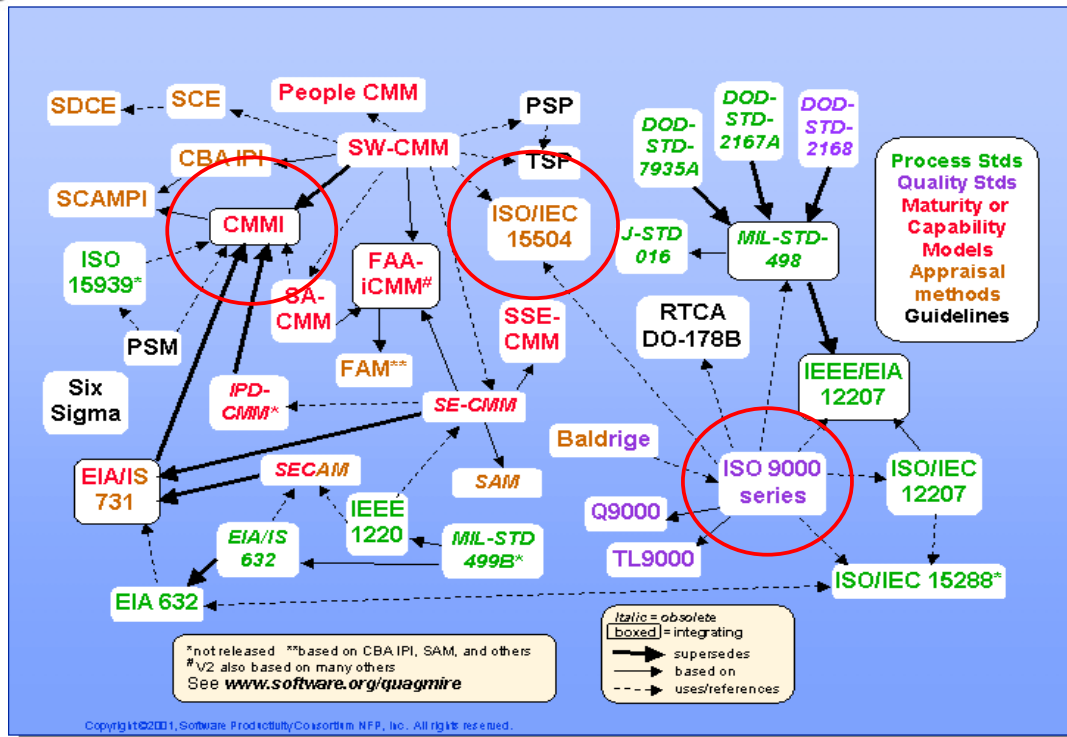 People CMM
SDCE
SCE
PSP
DOD-
STD-
7935A
DOD-
STD-
2167A
DOD-
STD-
2168
SW-CMM
TSP
CBA IPI
Process Stds
Quality Stds
Maturity or
Capability
Models
Appraisal
methods
Guidelines
SCAMPI
CMMI
ISO/IEC
15504
J-STD
016
MIL-STD-
498
ISO
15939*
FAA-
iCMM#
SA-
CMM
SSE-
CMM
RTCA
DO-178B
PSM
FAM**
IEEE/EIA
12207
Six
Sigma
IPD-
CMM*
SE-CMM
Baldrige
EIA/IS
731
SECAM
SAM
ISO 9000
series
ISO/IEC
12207
IEEE
1220
Q9000
EIA/IS
632
MIL-STD
499B*
TL9000
EIA 632
ISO/IEC 15288*
*not released **based on CBA IPI, SAM, and others
#V2 also based on many others
See www.software.org/quagmire
Italic = obsolete
boxed = integrating
supersedes
based on
uses/references
Copyright©2001, Software Productivity Consortium NFP, Inc. All rights reserved.